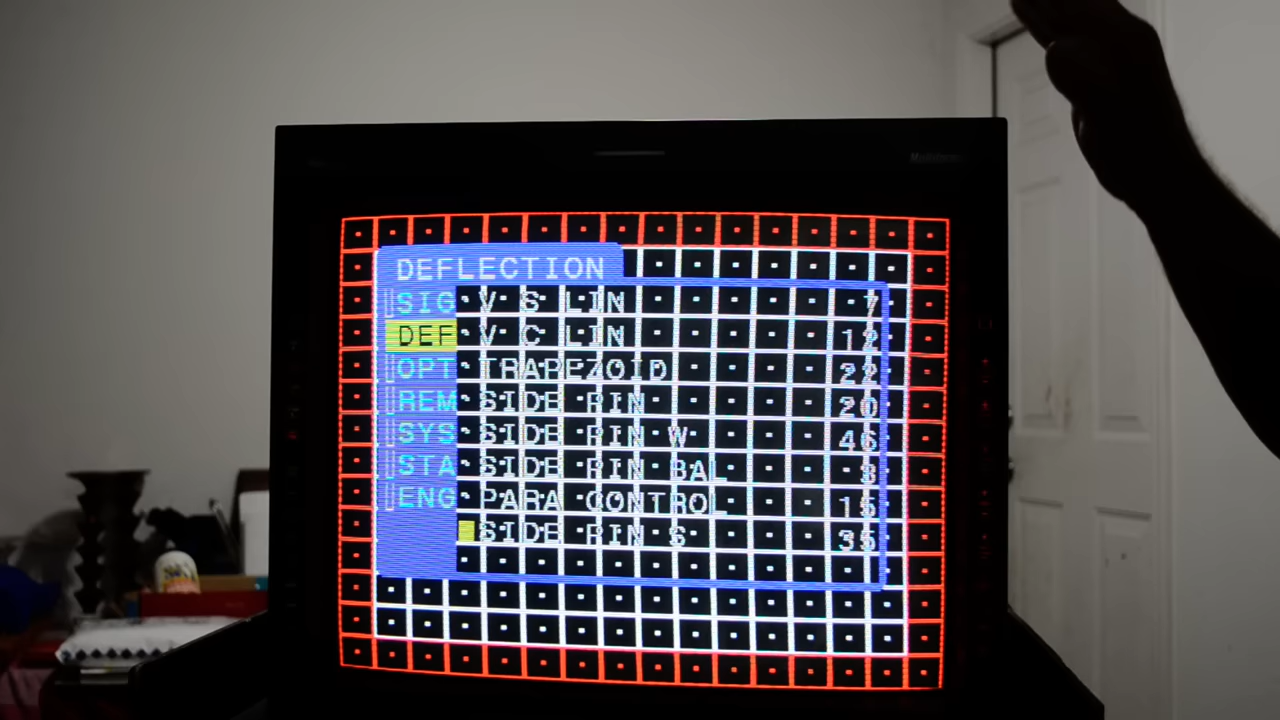 DEFLECTION
SIG V S LIN 7
DEF V C LIN 12
OPT TRAPEZOID 22
REM SIDE PIN 20
SYS SIDE PIN W 46
STA SIDE PIN BAL 3
ENG PARA CONTROL 15
SIDE PIN S 35